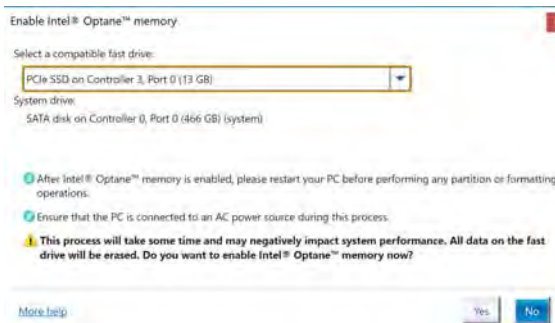 Enable Intel® Optane™ memory
Select a compatible fast drive:
PCIe SSD on Controller 3, Port 0 (13 GB)
System drive:
SATA disk on Controller 0, Port 0 (466 GB) (system)
After Intel® Optane™ memory is enabled, please restart your PC before performing any partition or formatting
operations.
Ensure that the PC is connected to an AC power source during this process.
This process will take some time and may negatively impact system performance. All data on the fast
drive will be erased. Do you want to enable Intel® Optane™ memory now?
More help
Yes
No